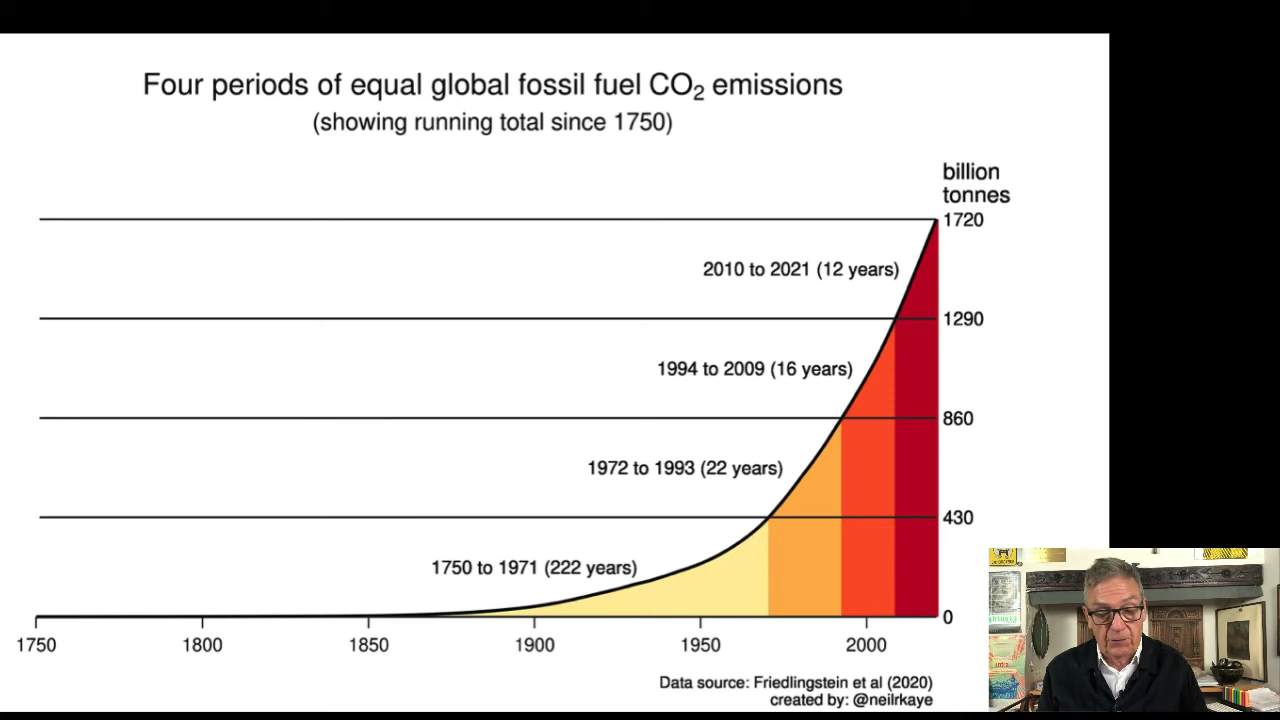 Four periods of equal global fossil fuel CO₂ emissions
(showing running total since 1750)
billion
tonnes
1720
2010 to 2021 (12 years)
1290
1994 to 2009 (16 years)
860
1972 to 1993 (22 years)
430
1750 to 1971 (222 years)
0
1750 1800 1850 1900 1950 2000
Data source: Friedlingstein et al (2020)
created by: @neilrkaye